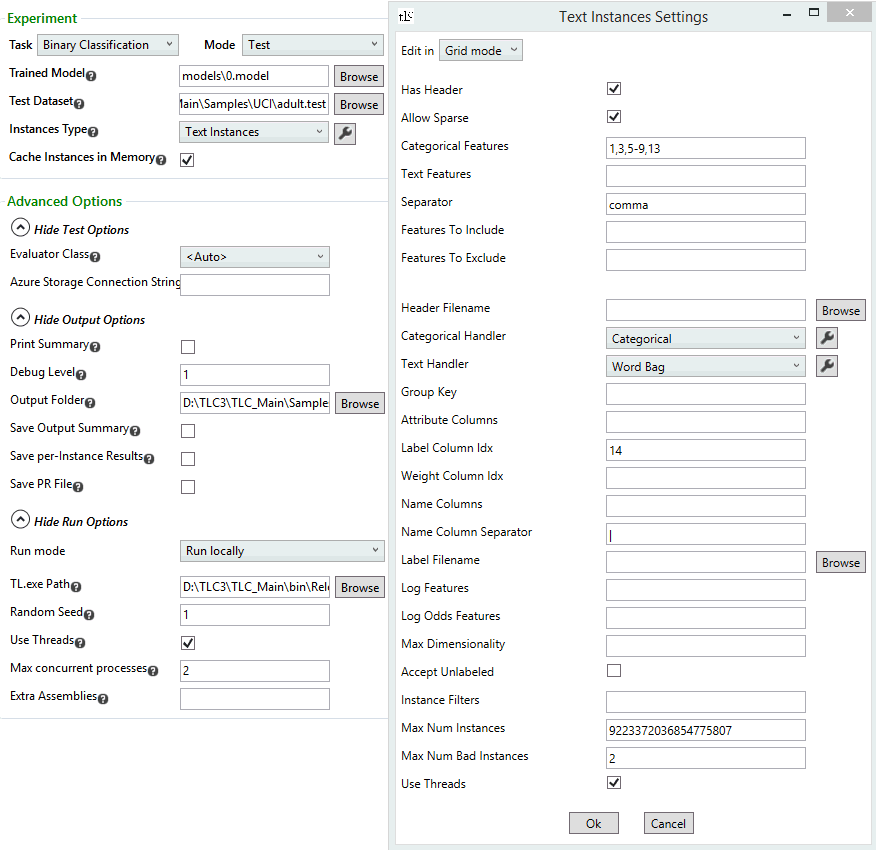 Experiment
Task Binary Classification Mode Test
Trained Model ? models\0.model Browse
Test Dataset ? Main\Samples\UCI\adult.test Browse
Instances Type ? Text Instances
Cache Instances in Memory ?
Advanced Options
Hide Test Options
Evaluator Class ? <Auto>
Azure Storage Connection String
Hide Output Options
Print Summary ?
Debug Level ? 1
Output Folder ? D:\TLC3\TLC_Main\Sample Browse
Save Output Summary ?
Save per-Instance Results ?
Save PR File ?
Hide Run Options
Run mode Run locally
TL.exe Path ? D:\TLC3\TLC_Main\bin\Rel Browse
Random Seed ? 1
Use Threads ?
Max concurrent processes ? 2
Extra Assemblies ?
tlc Text Instances Settings
Edit in Grid mode
Has Header
Allow Sparse
Categorical Features 1,3,5-9,13
Text Features
Separator comma
Features To Include
Features To Exclude
Header Filename Browse
Categorical Handler Categorical
Text Handler Word Bag
Group Key
Attribute Columns
Label Column Idx 14
Weight Column Idx
Name Columns
Name Column Separator |
Label Filename Browse
Log Features
Log Odds Features
Max Dimensionality
Accept Unlabeled
Instance Filters
Max Num Instances 9223372036854775807
Max Num Bad Instances 2
Use Threads
Ok Cancel